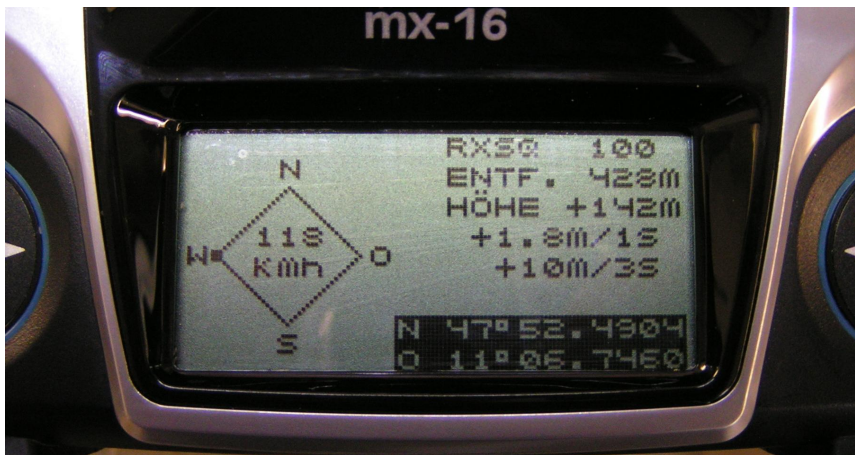 mx-16
N
W
118
Kmh
O
S
RXSQ 100
ENTF. 428m
HÖHE +142m
+1.8m/1S
+10m/3S
N 47°52.4904
O 11°06.7460